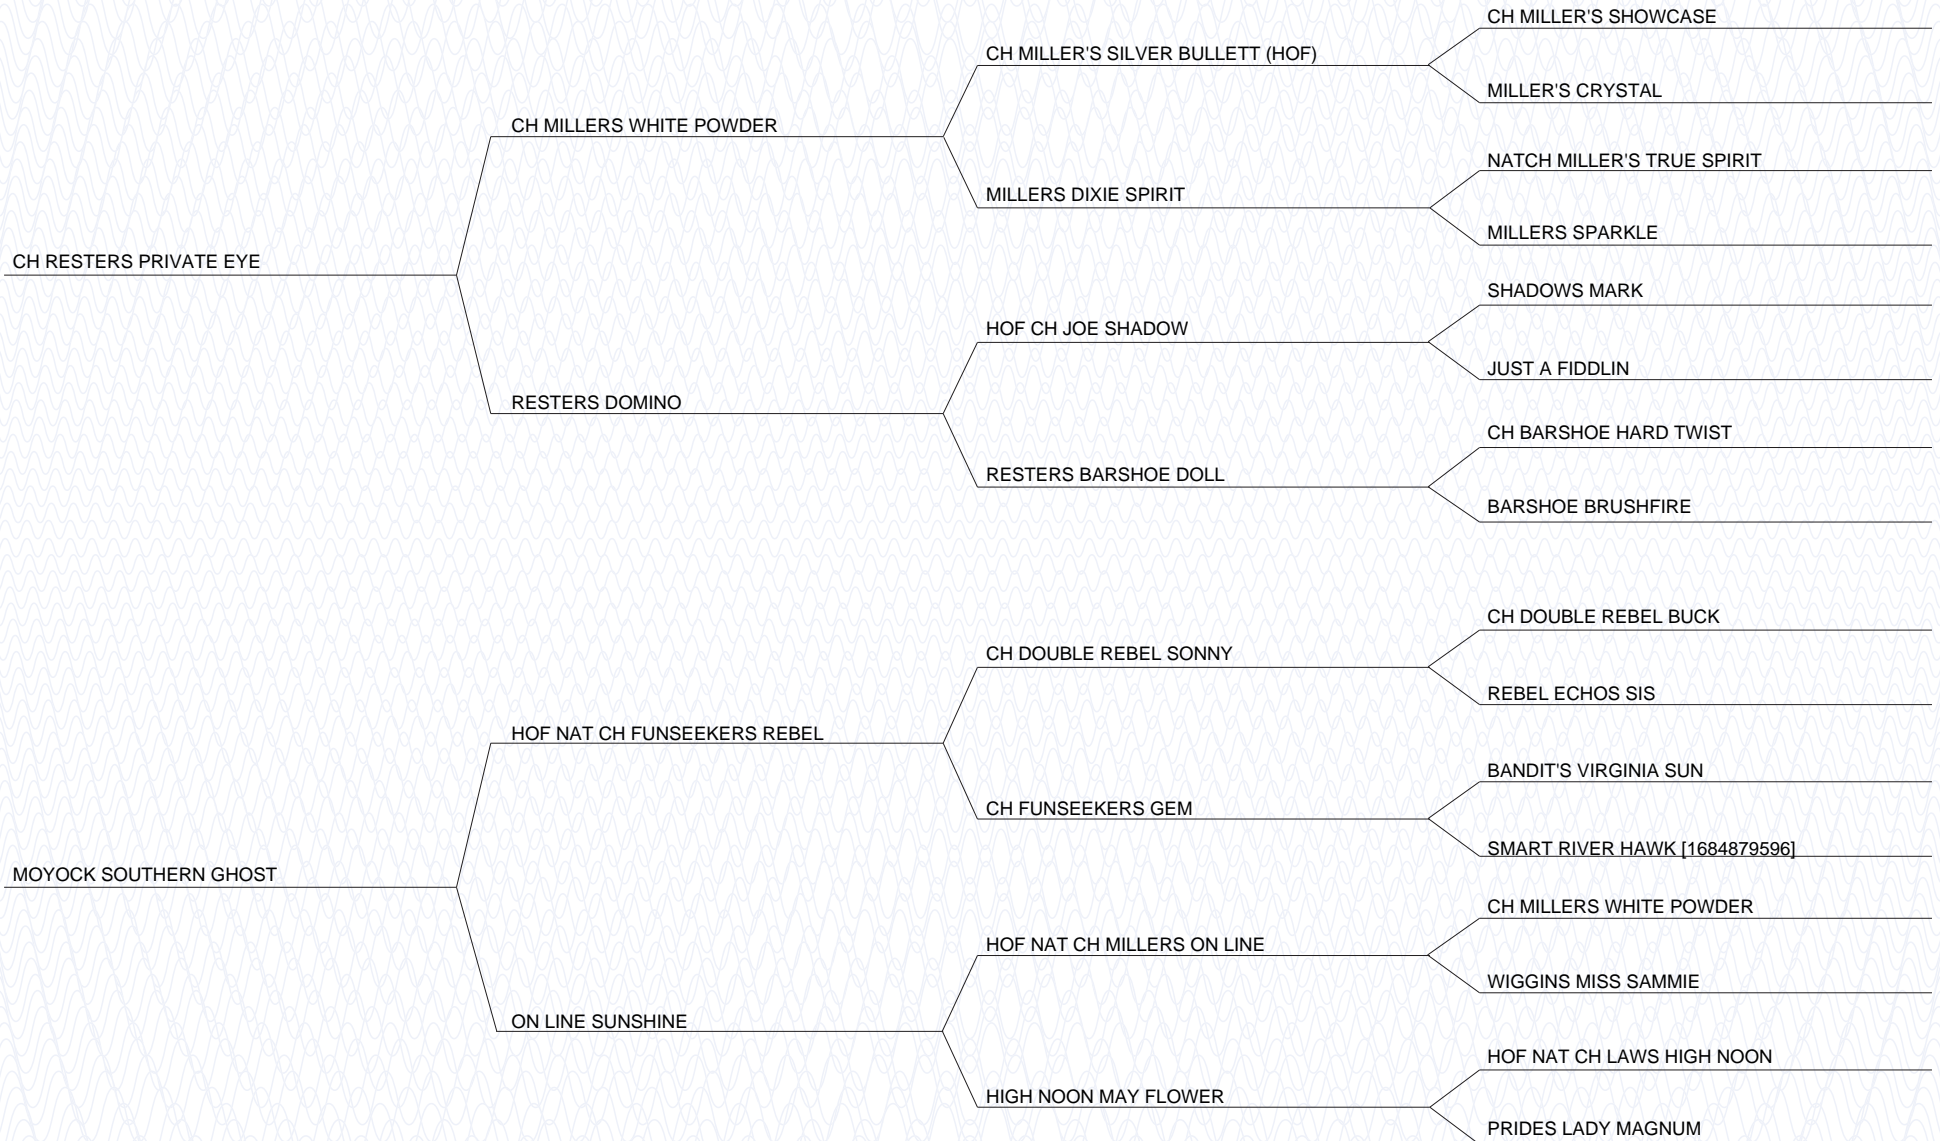 CH MILLER'S SHOWCASE
CH MILLER'S SILVER BULLETT (HOF)
MILLER'S CRYSTAL
CH MILLERS WHITE POWDER
NATCH MILLER'S TRUE SPIRIT
MILLERS DIXIE SPIRIT
MILLERS SPARKLE
CH RESTERS PRIVATE EYE
SHADOWS MARK
HOF CH JOE SHADOW
JUST A FIDDLIN
RESTERS DOMINO
CH BARSHOE HARD TWIST
RESTERS BARSHOE DOLL
BARSHOE BRUSHFIRE
CH DOUBLE REBEL BUCK
CH DOUBLE REBEL SONNY
REBEL ECHOS SIS
HOF NAT CH FUNSEEKERS REBEL
BANDIT'S VIRGINIA SUN
CH FUNSEEKERS GEM
SMART RIVER HAWK [1684879596]
MOYOCK SOUTHERN GHOST
CH MILLERS WHITE POWDER
HOF NAT CH MILLERS ON LINE
WIGGINS MISS SAMMIE
ON LINE SUNSHINE
HOF NAT CH LAWS HIGH NOON
HIGH NOON MAY FLOWER
PRIDES LADY MAGNUM